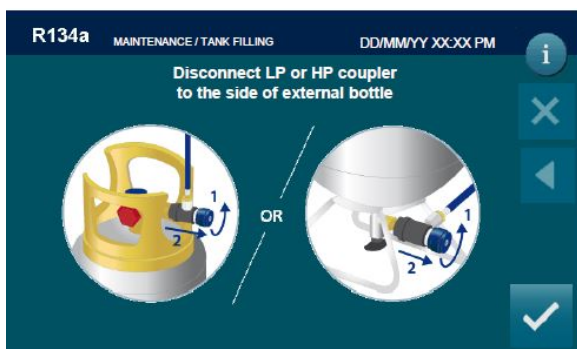 R134a MAINTENANCE / TANK FILLING DD/MM/YY XX:XX PM
i
Disconnect LP or HP coupler
to the side of external bottle
1
2
OR
1
2